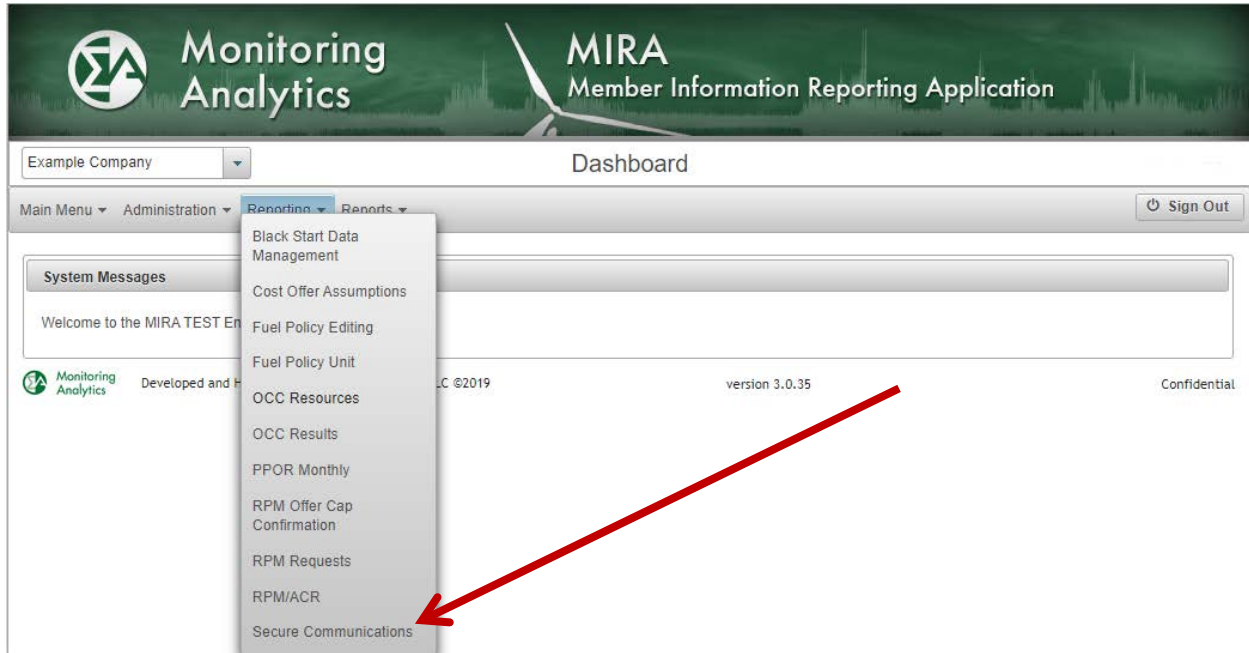 Monitoring
Analytics
MIRA
Member Information Reporting Application
Example Company
Dashboard
Main Menu Administration Reporting Reports
Sign Out
Black Start Data
Management
Cost Offer Assumptions
Fuel Policy Editing
Fuel Policy Unit
OCC Resources
OCC Results
PPOR Monthly
RPM Offer Cap
Confirmation
RPM Requests
RPM/ACR
Secure Communications
System Messages
Welcome to the MIRA TEST En
Monitoring
Analytics
Developed and H LC ©2019 version 3.0.35 Confidential